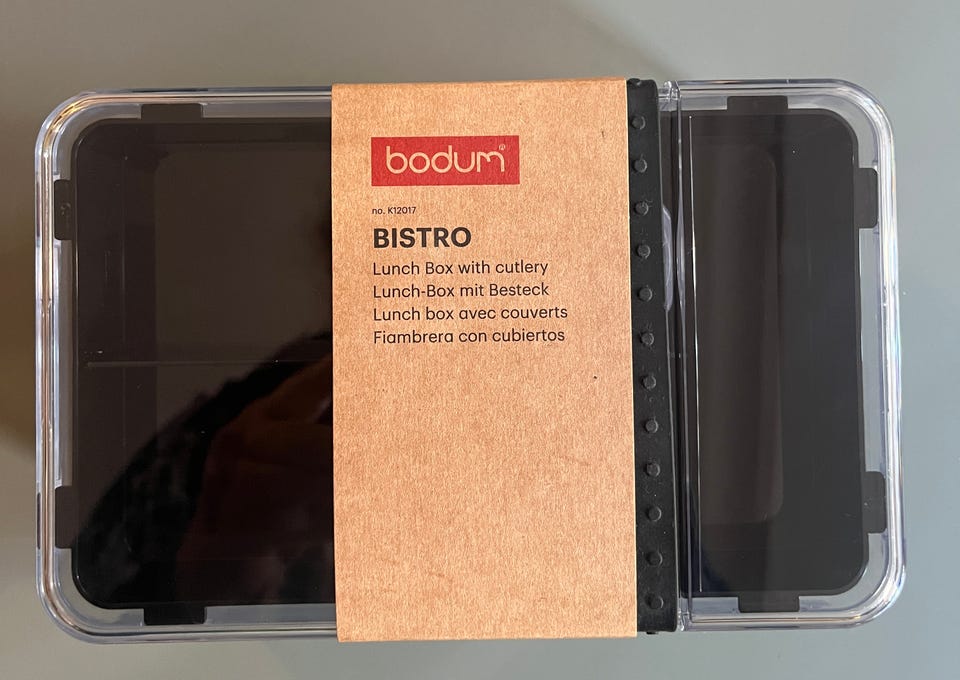 bodum®
no. K12017
BISTRO
Lunch Box with cutlery
Lunch-Box mit Besteck
Lunch box avec couverts
Fiambrera con cubiertos